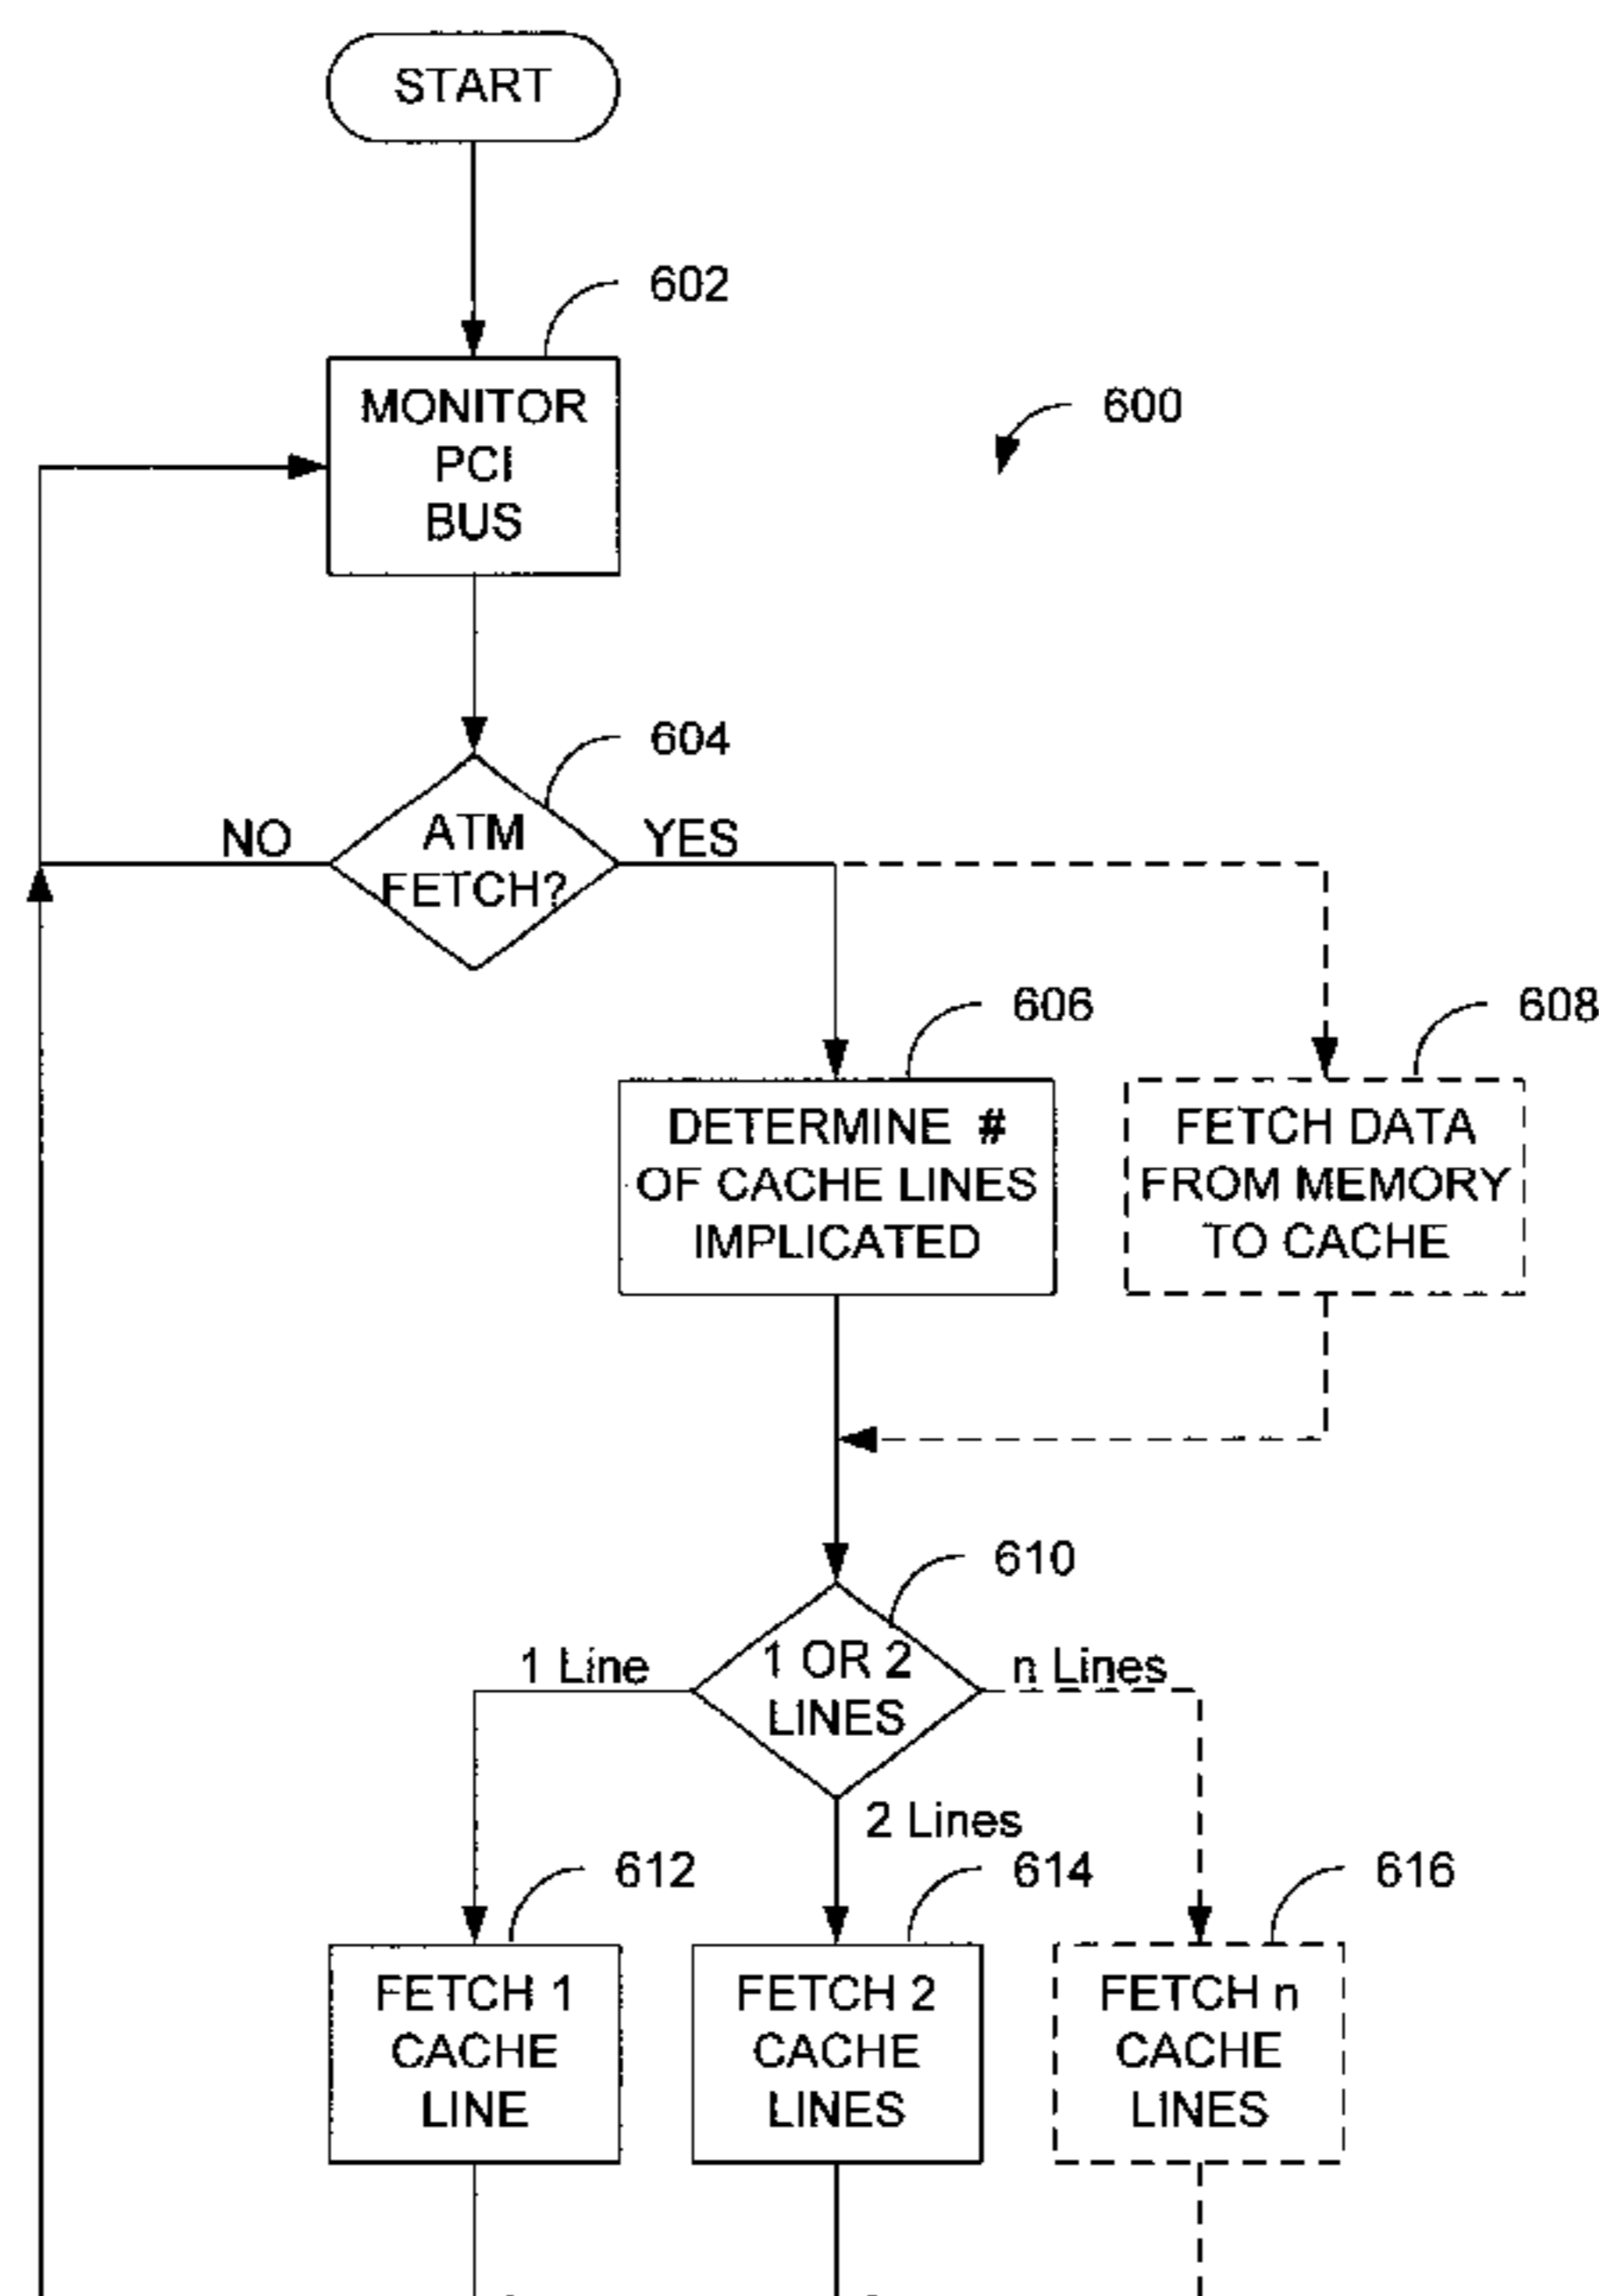 START
602
MONITOR
PCI
BUS
600
604
NO
ATM
FETCH?
YES
606
608
DETERMINE #
OF CACHE LINES
IMPLICATED
FETCH DATA
FROM MEMORY
TO CACHE
610
1 Line
1 OR 2
LINES
n Lines
2 Lines
612
614
616
FETCH 1
CACHE
LINE
FETCH 2
CACHE
LINES
FETCH n
CACHE
LINES